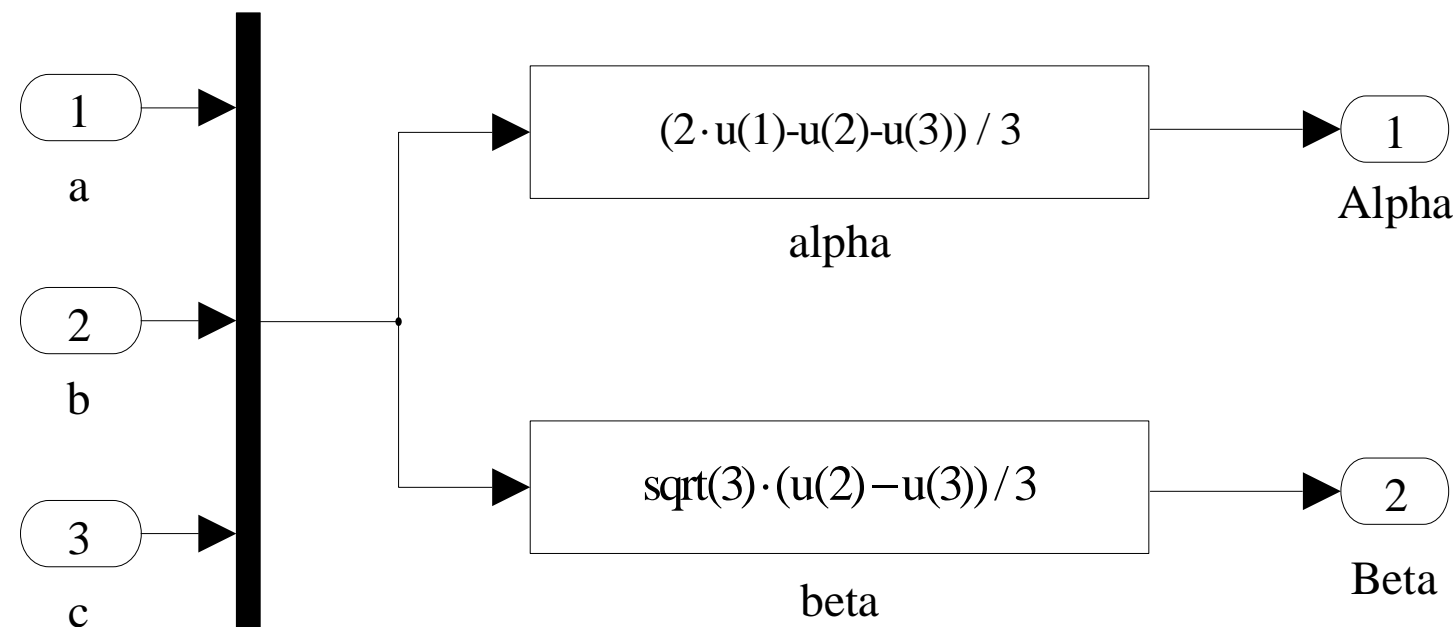 1
a
2
b
3
c
(2·u(1)-u(2)-u(3)) / 3
alpha
sqrt(3)·(u(2)−u(3))/3
beta
1
Alpha
2
Beta